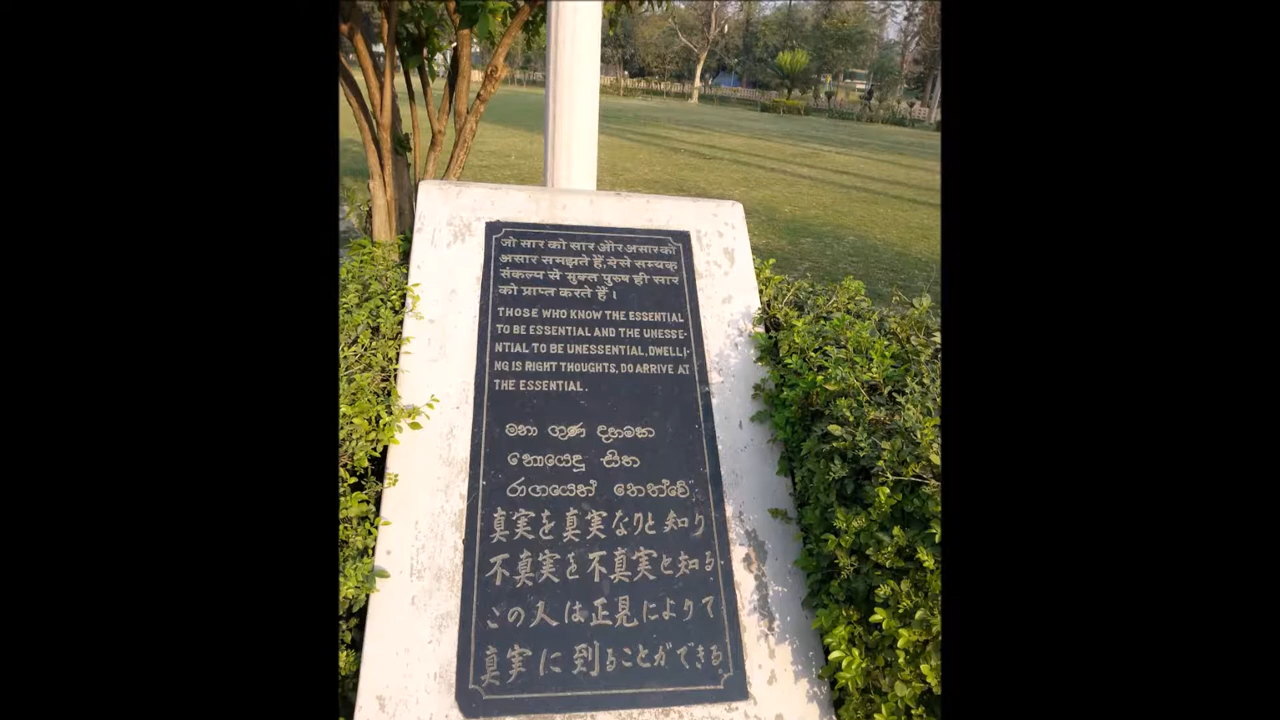 जो सार को सार और असार को
असार समझते हैं, ऐसे सम्यक्
संकल्प से मुक्त पुरुष ही सार
को प्राप्त करते हैं।
THOSE WHO KNOW THE ESSENTIAL
TO BE ESSENTIAL AND THE UNESSE-
NTIAL TO BE UNESSENTIAL, DWELLI-
NG IS RIGHT THOUGHTS, DO ARRIVE AT
THE ESSENTIAL.
මනා ගුණ දහමක
නොයෙදූ සිත
රාගයෙන් තෙත්වේ
真実を真実なりと知り
不真実を不真実と知る
この人は正見によりて
真実に到ることができる